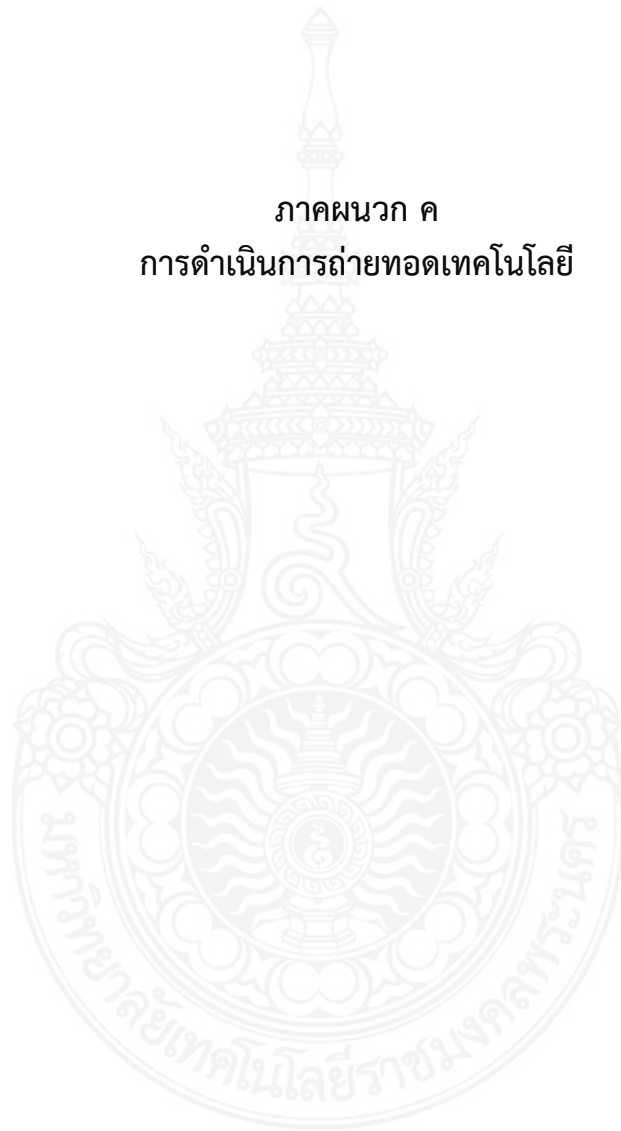 ภาคผนวก ค
การดำเนินการถ่ายทอดเทคโนโลยี
มหาวิทยาลัยเทคโนโลยีราชมงคลพระนคร